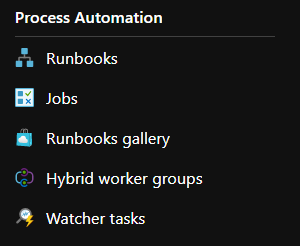 Process Automation
Runbooks
Jobs
Runbooks gallery
Hybrid worker groups
Watcher tasks